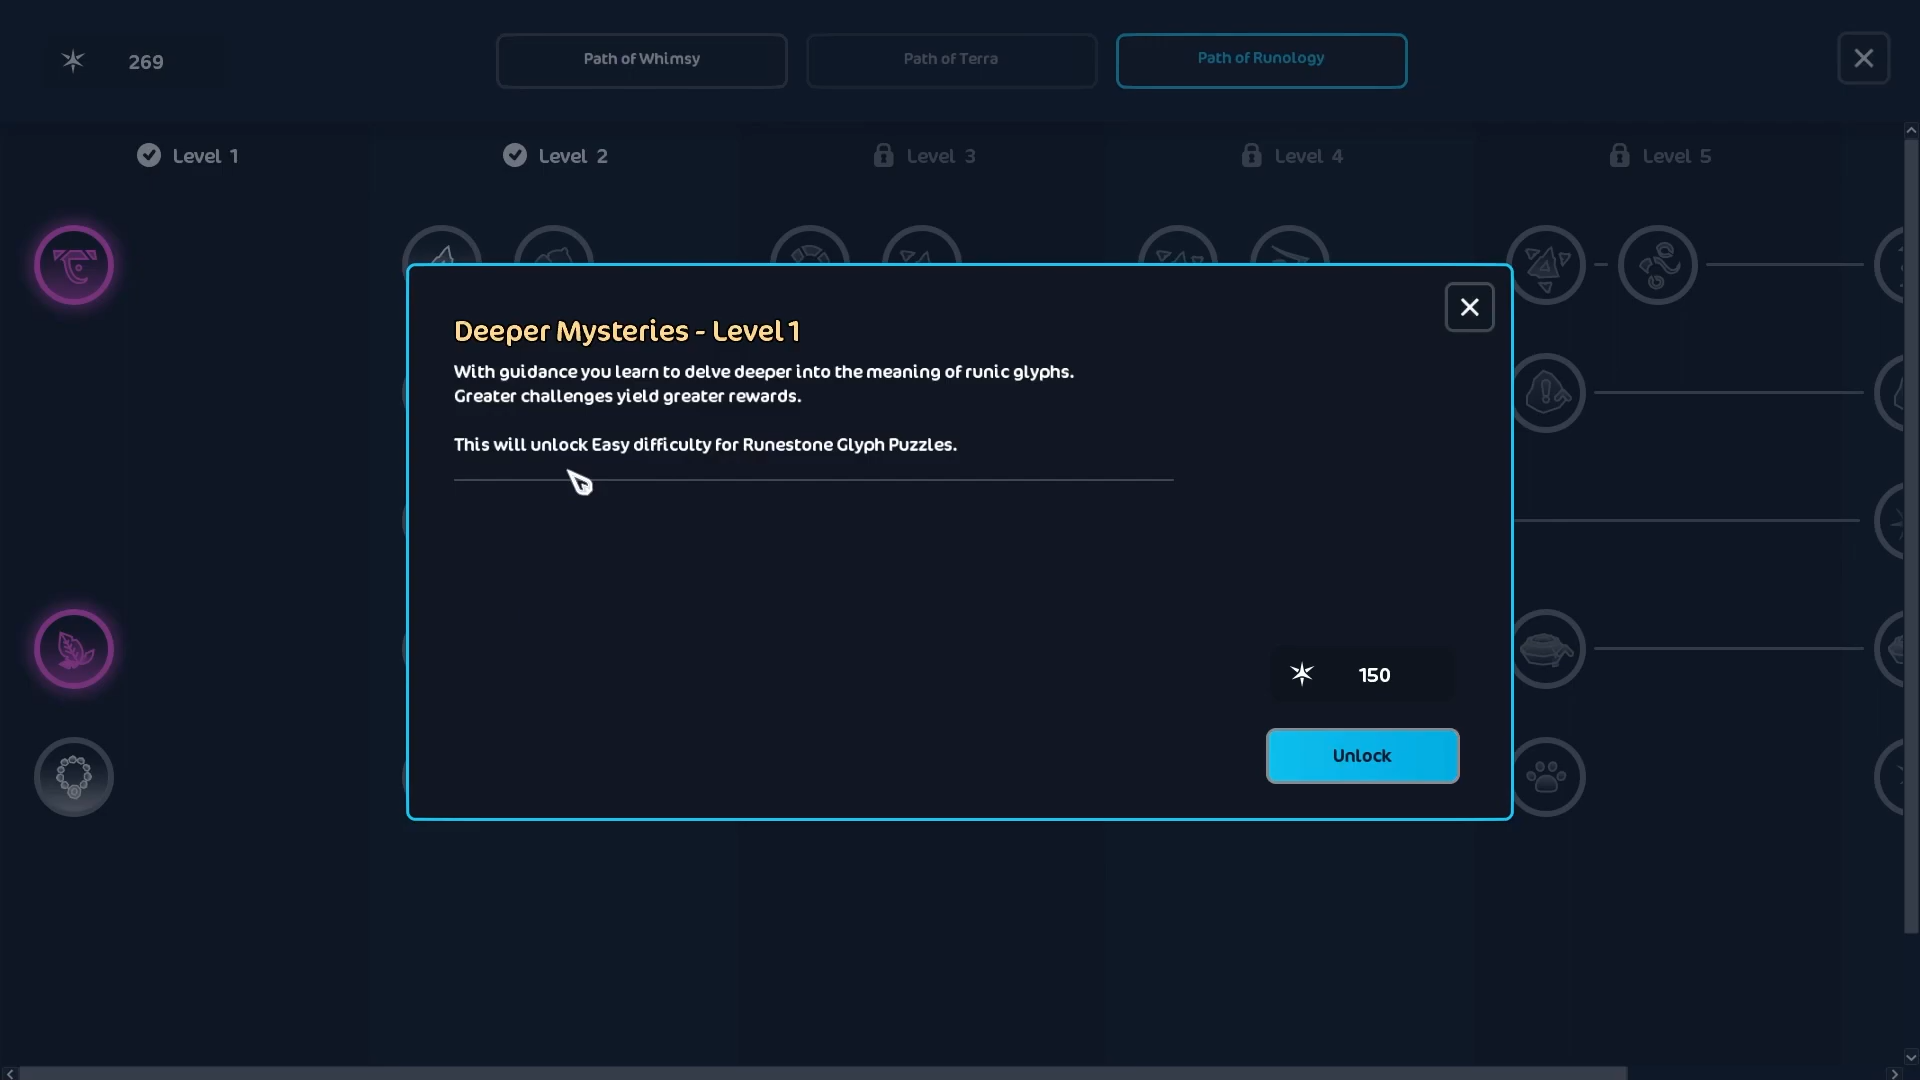 269
Path of Whimsy
Path of Terra
Path of Runology
Level 1
Level 2
Level 3
Level 4
Level 5
Deeper Mysteries - Level 1
With guidance you learn to delve deeper into the meaning of runic glyphs.
Greater challenges yield greater rewards.
This will unlock Easy difficulty for Runestone Glyph Puzzles.
150
Unlock